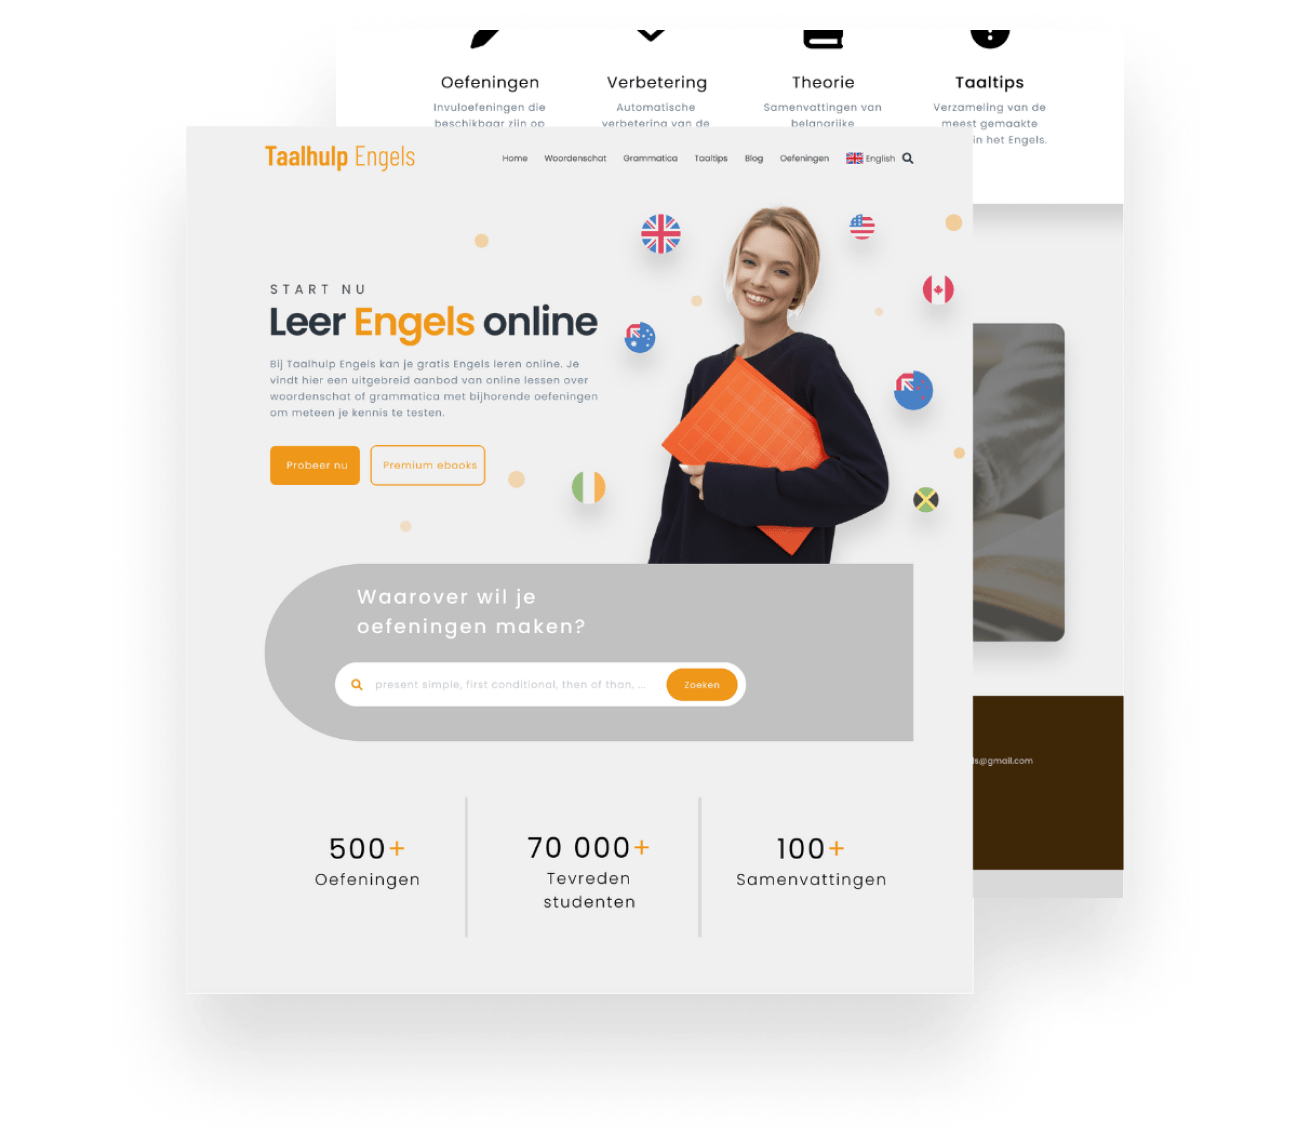 Oefeningen
Verbetering
Theorie
Taaltips
Invuloefeningen die
beschikbaar zijn op
Automatische
verbetering van de
Samenvattingen van
belangrijke
Verzameling van de
meest gemaakte
in het Engels.
Taalhulp Engels
Home
Woordenschat
Grammatica
Taaltips
Blog
Oefeningen
English
START NU
Leer Engels online
Bij Taalhulp Engels kan je gratis Engels leren online. Je
vindt hier een uitgebreid aanbod van online lessen over
woordenschat of grammatica met bijhorende oefeningen
om meteen je kennis te testen.
Probeer nu
Premium ebooks
Waarover wil je
oefeningen maken?
present simple, first conditional, then of than, ...
Zoeken
ls@gmail.com
500+
Oefeningen
70 000+
Tevreden
studenten
100+
Samenvattingen